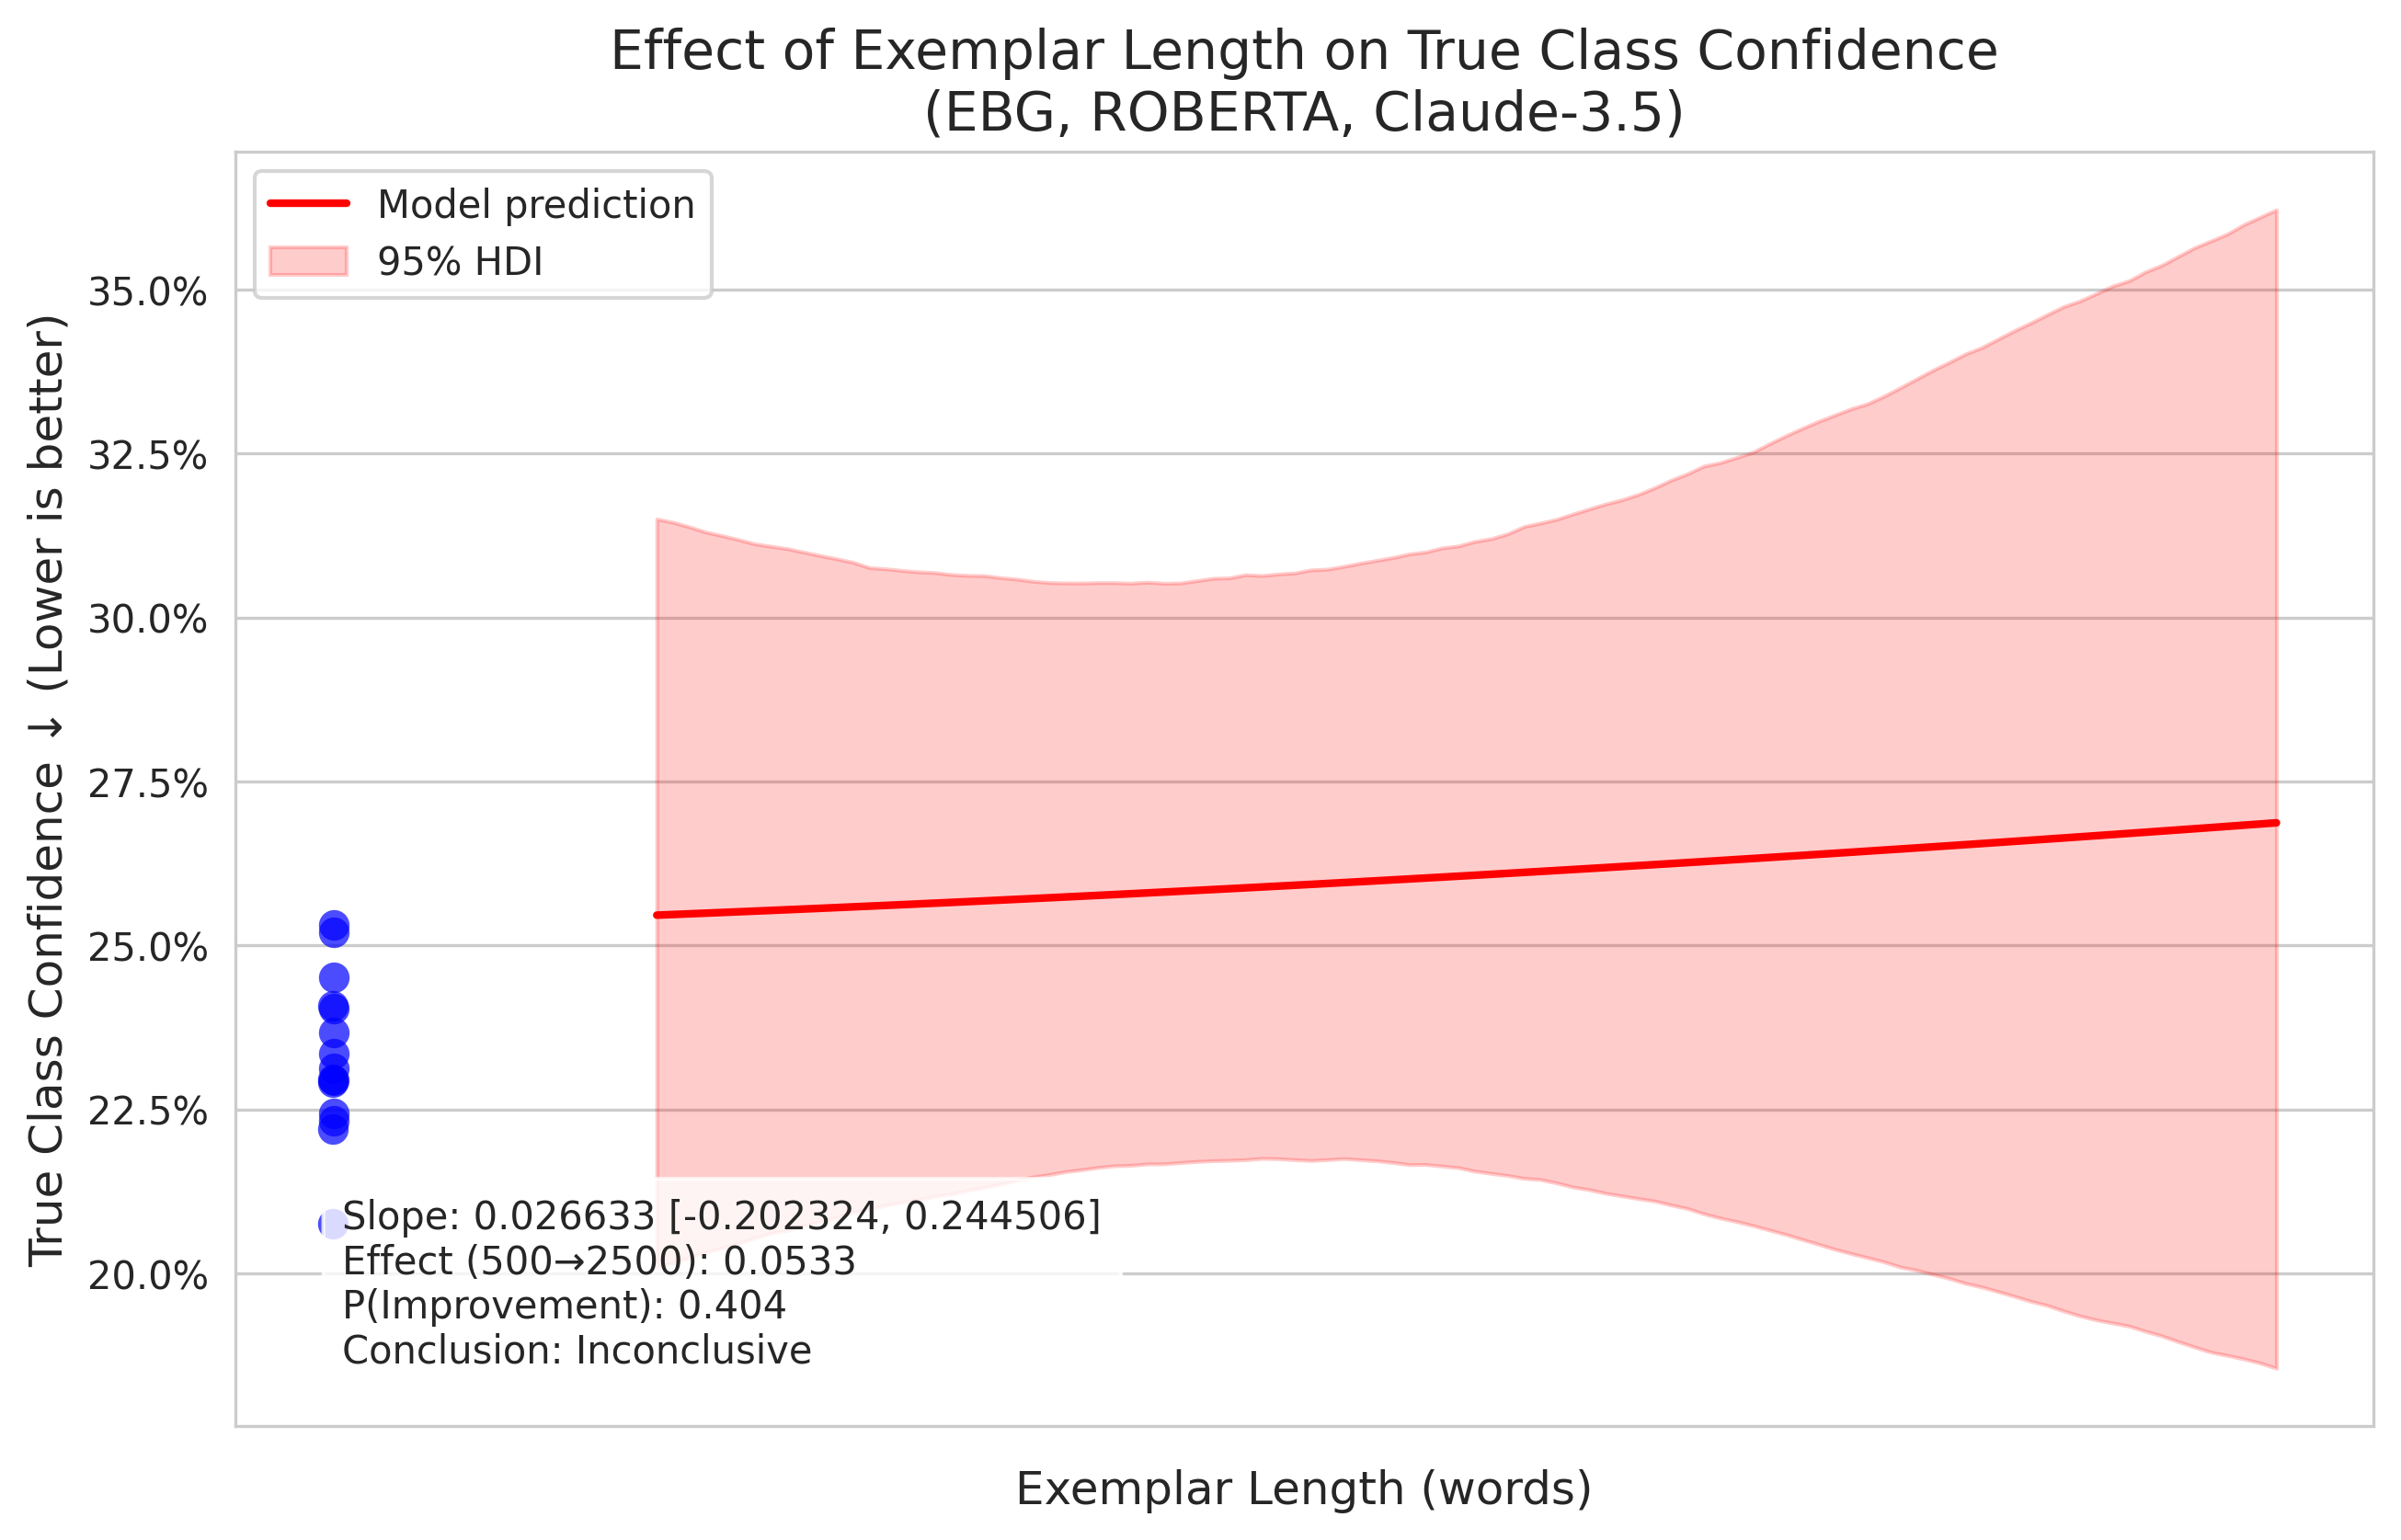 Effect of Exemplar Length on True Class Confidence
(EBG, ROBERTA, Claude-3.5)
Model prediction
95% HDI
True Class Confidence ↓ (Lower is better)
35.0%
32.5%
30.0%
27.5%
25.0%
22.5%
20.0%
Slope: 0.026633 [-0.202324, 0.244506]
Effect (500→2500): 0.0533
P(Improvement): 0.404
Conclusion: Inconclusive
Exemplar Length (words)